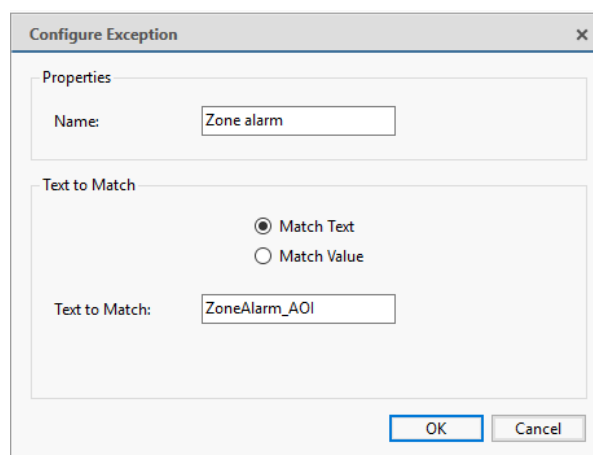 Configure Exception
Properties
Name: Zone alarm
Text to Match
Match Text
Match Value
Text to Match: ZoneAlarm_AOI
OK Cancel